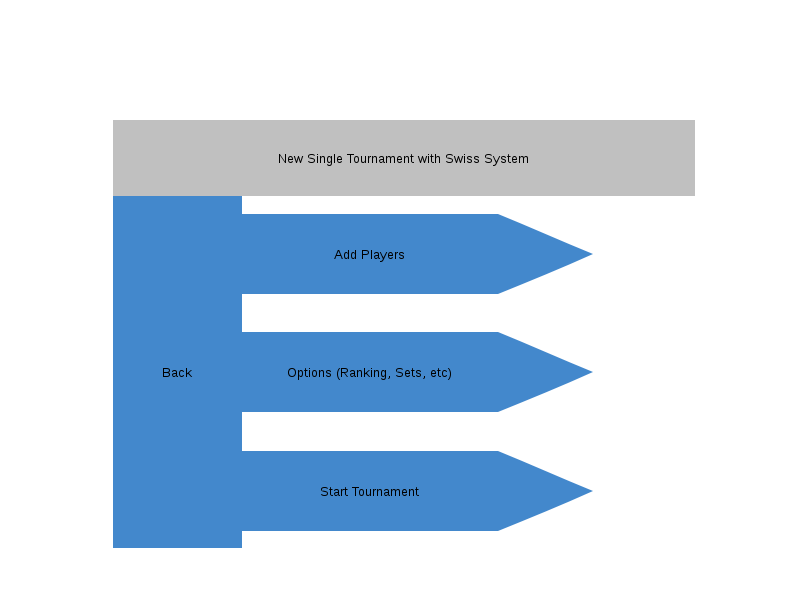 New Single Tournament with Swiss System
Add Players
Back
Options (Ranking, Sets, etc)
Start Tournament